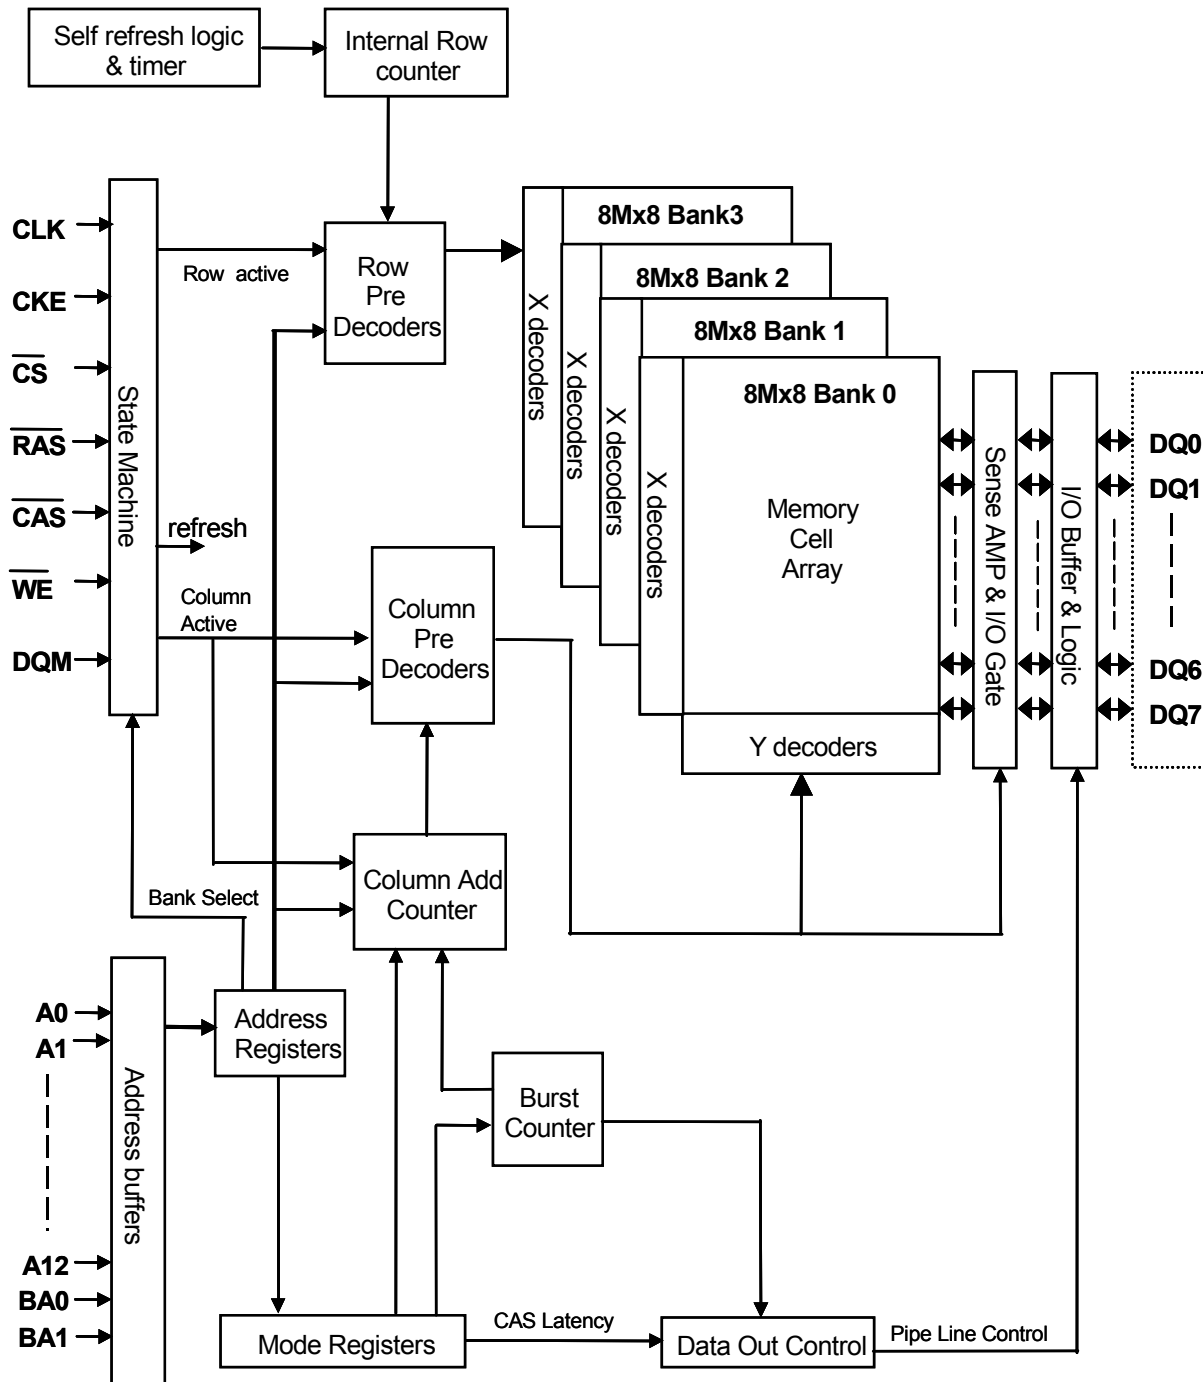 Self refresh logic
& timer
Internal Row
counter
CLK
CKE
CS
RAS
CAS
WE
DQM
State Machine
Row active
refresh
Column
Active
Row
Pre
Decoders
Column
Pre
Decoders
Column Add
Counter
Bank Select
X decoders
8Mx8 Bank3
X decoders
8Mx8 Bank 2
X decoders
8Mx8 Bank 1
X decoders
8Mx8 Bank 0
Memory
Cell
Array
Y decoders
Sense AMP & I/O Gate
I/O Buffer & Logic
DQ0
DQ1
DQ6
DQ7
A0
A1
A12
BA0
BA1
Address buffers
Address
Registers
Burst
Counter
Mode Registers
CAS Latency
Data Out Control
Pipe Line Control